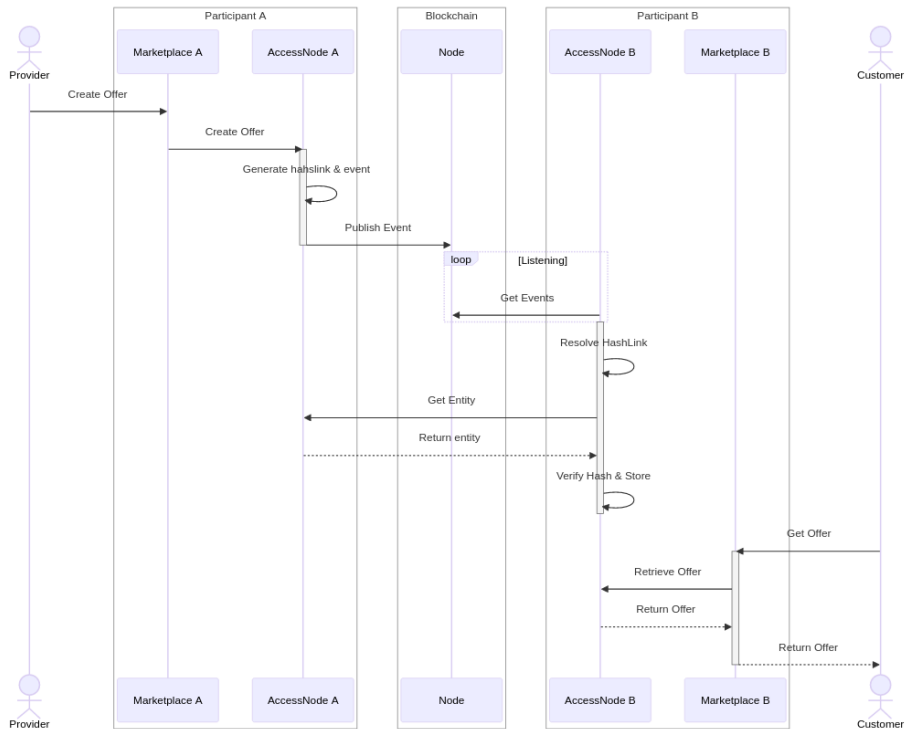 Participant A
Blockchain
Participant B
Provider
Marketplace A
AccessNode A
Node
AccessNode B
Marketplace B
Customer
Create Offer
Create Offer
Generate hahslink & event
Publish Event
loop
[Listening]
Get Events
Resolve HashLink
Get Entity
Return entity
Verify Hash & Store
Get Offer
Retrieve Offer
Return Offer
Return Offer
Provider
Marketplace A
AccessNode A
Node
AccessNode B
Marketplace B
Customer